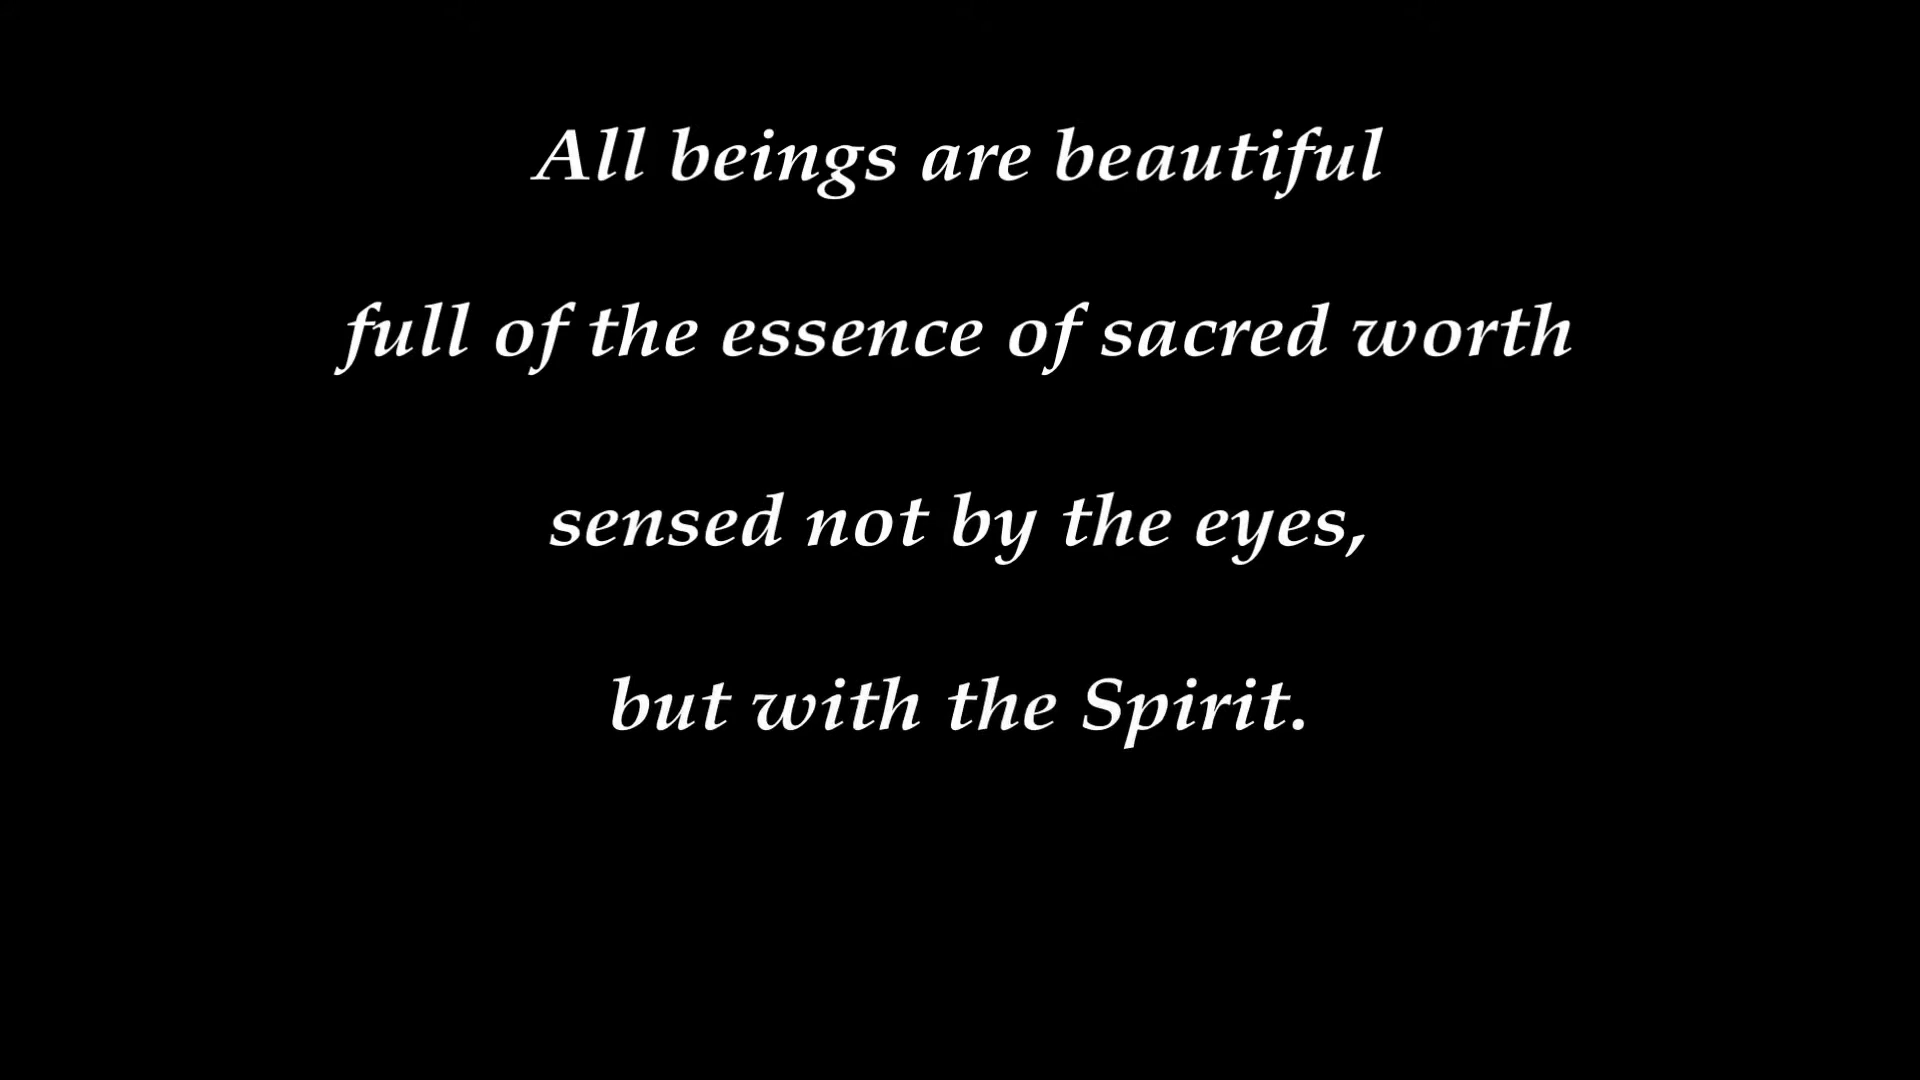 All beings are beautiful
full of the essence of sacred worth
sensed not by the eyes,
but with the Spirit.